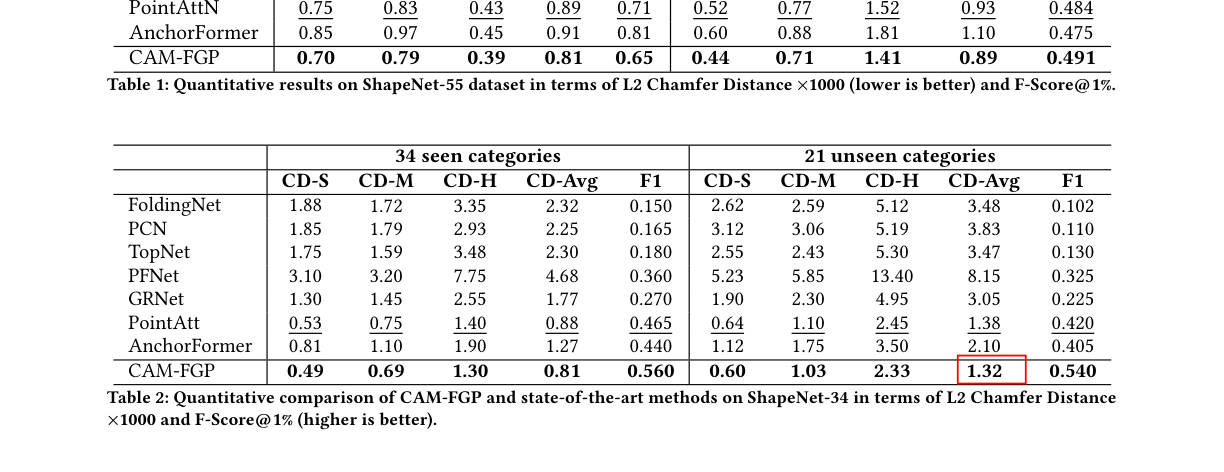 PointAttN 0.75 0.83 0.43 0.89 0.71 0.52 0.77 1.52 0.93 0.484
AnchorFormer 0.85 0.97 0.45 0.91 0.81 0.60 0.88 1.81 1.10 0.475
CAM-FGP 0.70 0.79 0.39 0.81 0.65 0.44 0.71 1.41 0.89 0.491
Table 1: Quantitative results on ShapeNet-55 dataset in terms of L2 Chamfer Distance ×1000 (lower is better) and F-Score@1%.
34 seen categories 21 unseen categories
CD-S CD-M CD-H CD-Avg F1 CD-S CD-M CD-H CD-Avg F1
FoldingNet 1.88 1.72 3.35 2.32 0.150 2.62 2.59 5.12 3.48 0.102
PCN 1.85 1.79 2.93 2.25 0.165 3.12 3.06 5.19 3.83 0.110
TopNet 1.75 1.59 3.48 2.30 0.180 2.55 2.43 5.30 3.47 0.130
PFNet 3.10 3.20 7.75 4.68 0.360 5.23 5.85 13.40 8.15 0.325
GRNet 1.30 1.45 2.55 1.77 0.270 1.90 2.30 4.95 3.05 0.225
PointAtt 0.53 0.75 1.40 0.88 0.465 0.64 1.10 2.45 1.38 0.420
AnchorFormer 0.81 1.10 1.90 1.27 0.440 1.12 1.75 3.50 2.10 0.405
CAM-FGP 0.49 0.69 1.30 0.81 0.560 0.60 1.03 2.33 1.32 0.540
Table 2: Quantitative comparison of CAM-FGP and state-of-the-art methods on ShapeNet-34 in terms of L2 Chamfer Distance
×1000 and F-Score@1% (higher is better).